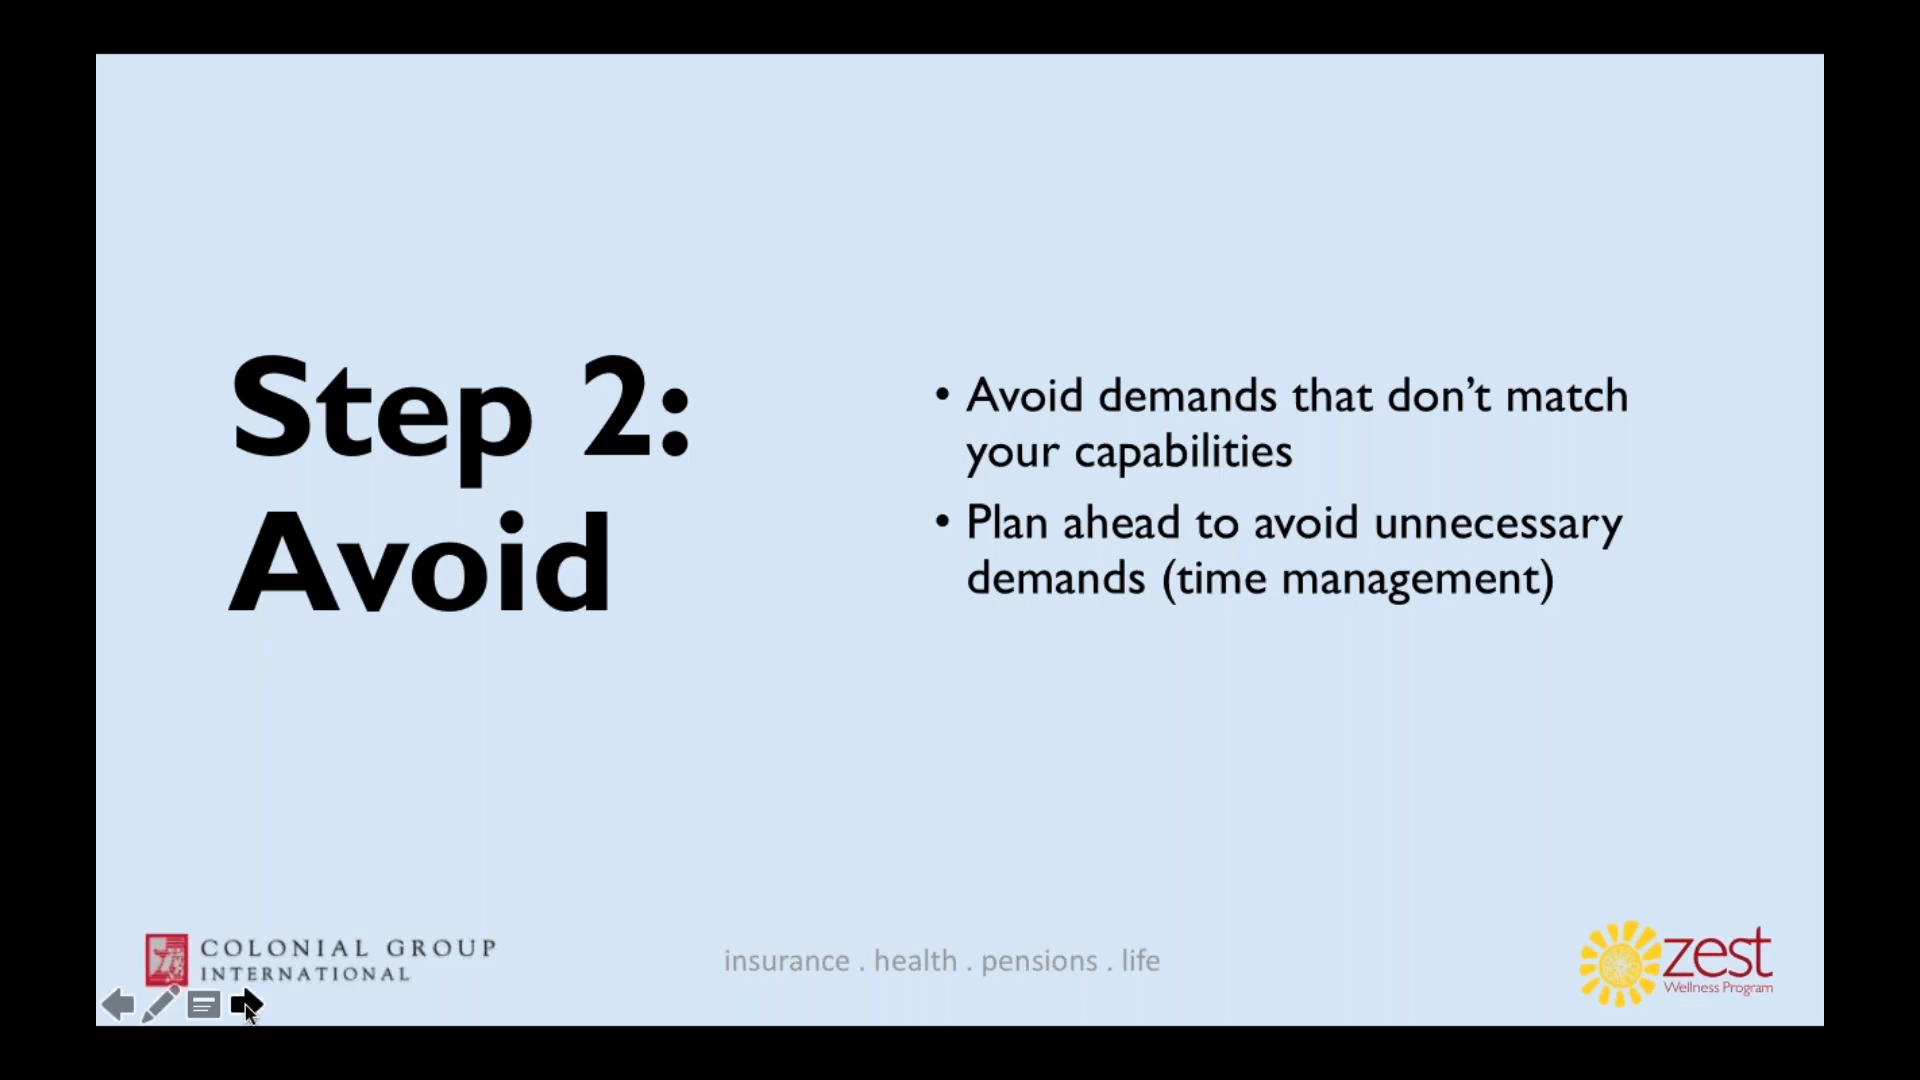 Step 2:
Avoid
• Avoid demands that don’t match
your capabilities
• Plan ahead to avoid unnecessary
demands (time management)
COLONIAL GROUP
INTERNATIONAL
insurance . health . pensions . life
zest
Wellness Program